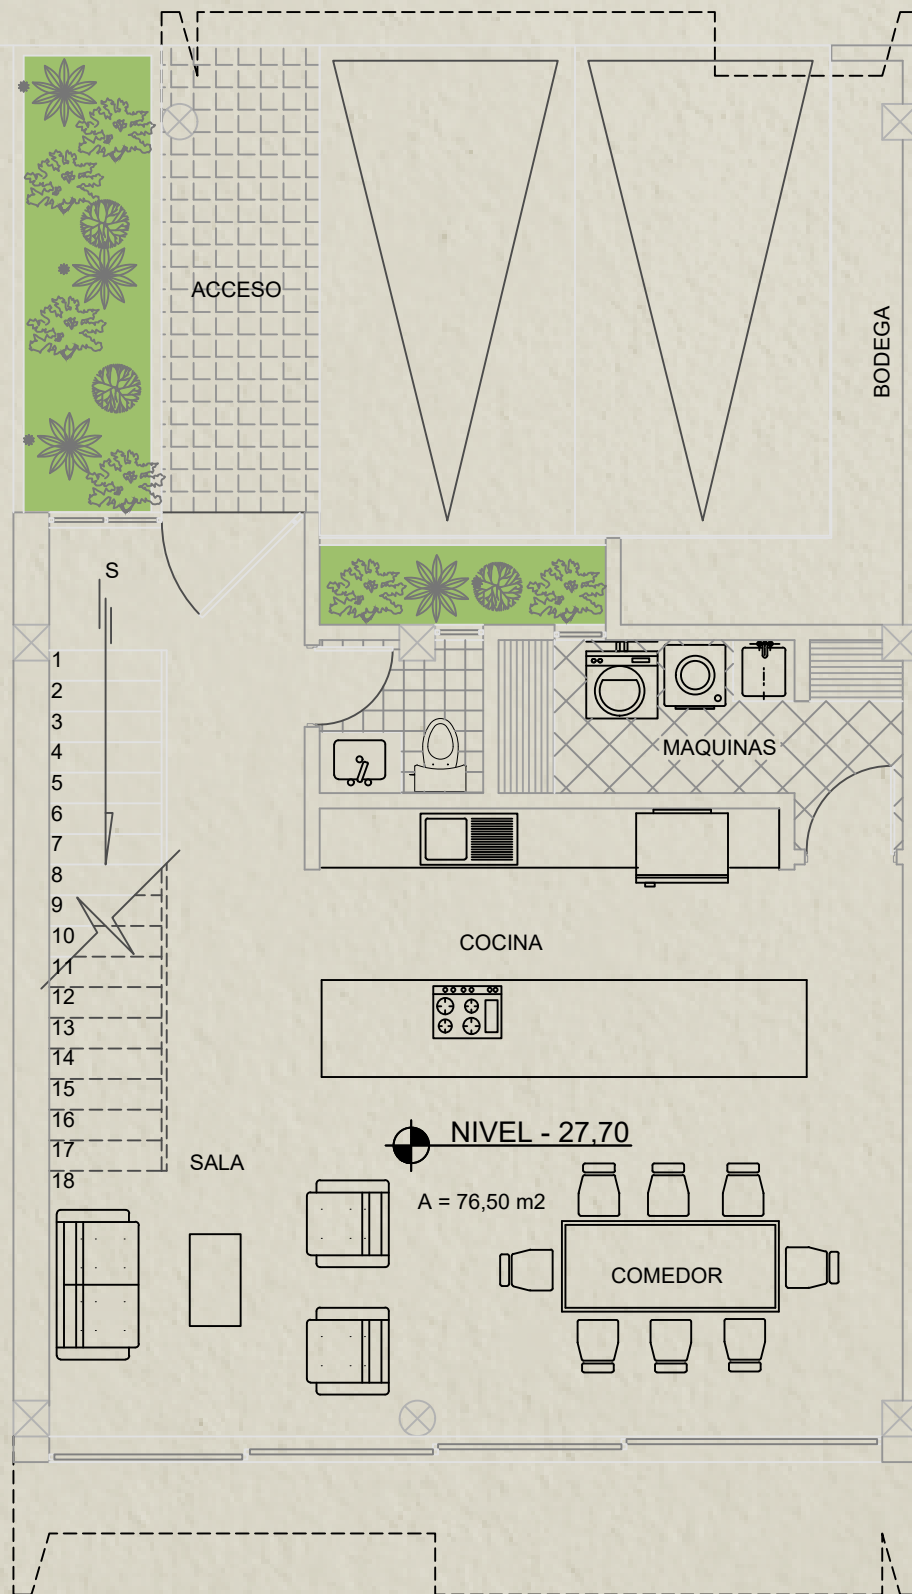 ACCESO
BODEGA
S
1
2
3
4
5
6
7
8
9
10
11
12
13
14
15
16
17
18
MAQUINAS
COCINA
NIVEL - 27,70
SALA
A = 76,50 m2
COMEDOR